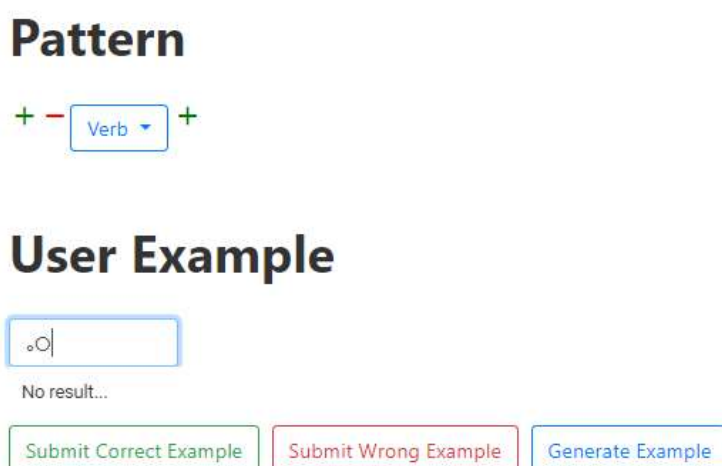 Pattern
+ − Verb +
User Example
No result...
Submit Correct Example Submit Wrong Example Generate Example